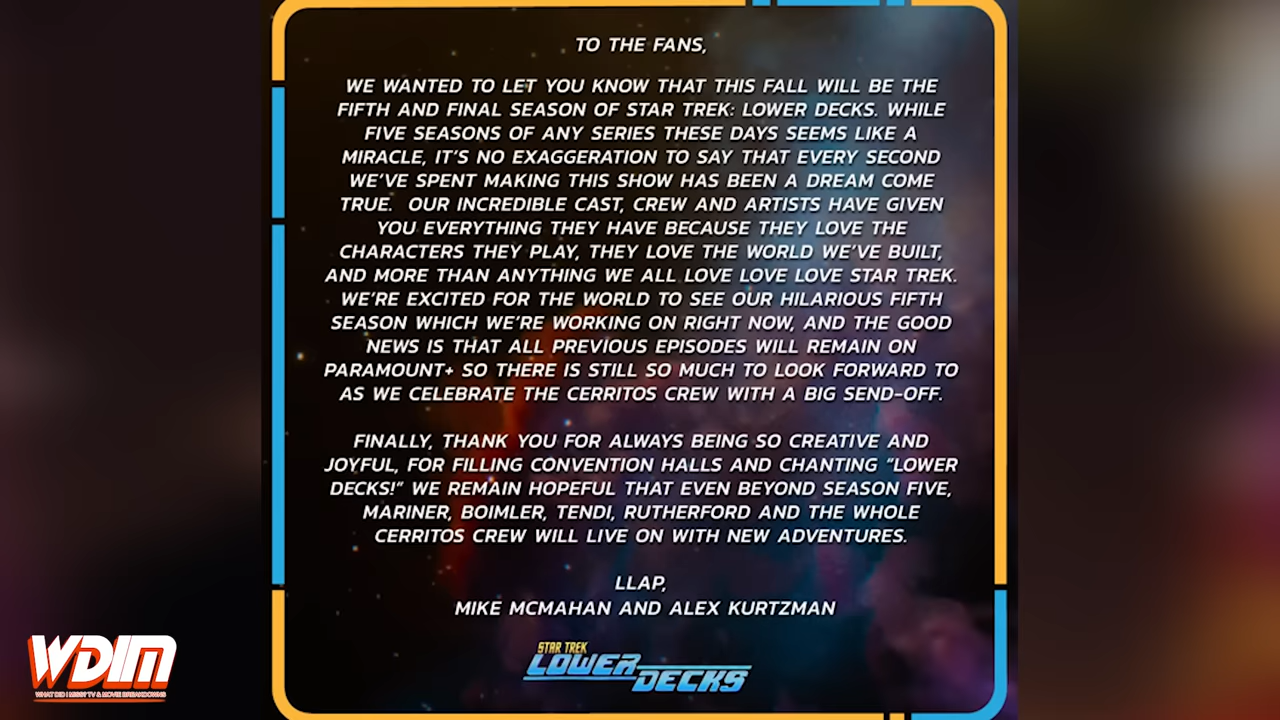 TO THE FANS,
WE WANTED TO LET YOU KNOW THAT THIS FALL WILL BE THE
FIFTH AND FINAL SEASON OF STAR TREK: LOWER DECKS. WHILE
FIVE SEASONS OF ANY SERIES THESE DAYS SEEMS LIKE A
MIRACLE, IT'S NO EXAGGERATION TO SAY THAT EVERY SECOND
WE'VE SPENT MAKING THIS SHOW HAS BEEN A DREAM COME
TRUE. OUR INCREDIBLE CAST, CREW AND ARTISTS HAVE GIVEN
YOU EVERYTHING THEY HAVE BECAUSE THEY LOVE THE
CHARACTERS THEY PLAY, THEY LOVE THE WORLD WE'VE BUILT,
AND MORE THAN ANYTHING WE ALL LOVE LOVE LOVE STAR TREK.
WE'RE EXCITED FOR THE WORLD TO SEE OUR HILARIOUS FIFTH
SEASON WHICH WE'RE WORKING ON RIGHT NOW, AND THE GOOD
NEWS IS THAT ALL PREVIOUS EPISODES WILL REMAIN ON
PARAMOUNT+ SO THERE IS STILL SO MUCH TO LOOK FORWARD TO
AS WE CELEBRATE THE CERRITOS CREW WITH A BIG SEND-OFF.
FINALLY, THANK YOU FOR ALWAYS BEING SO CREATIVE AND
JOYFUL, FOR FILLING CONVENTION HALLS AND CHANTING "LOWER
DECKS!" WE REMAIN HOPEFUL THAT EVEN BEYOND SEASON FIVE,
MARINER, BOIMLER, TENDI, RUTHERFORD AND THE WHOLE
CERRITOS CREW WILL LIVE ON WITH NEW ADVENTURES.
LLAP,
MIKE MCMAHAN AND ALEX KURTZMAN
STAR TREK
LOWER
DECKS
WDIM
WHAT DID I MISS? TV & MOVIE BREAKDOWNS